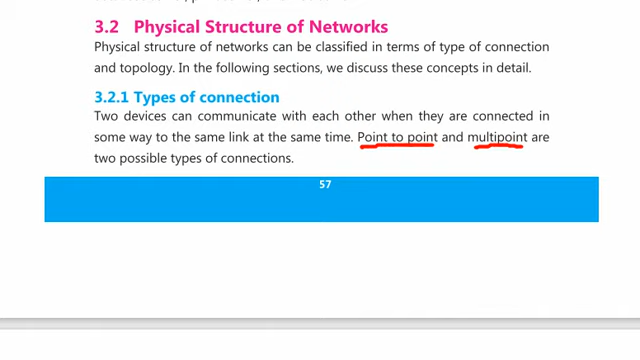 3.2 Physical Structure of Networks
Physical structure of networks can be classified in terms of type of connection
and topology. In the following sections, we discuss these concepts in detail.
3.2.1 Types of connection
Two devices can communicate with each other when they are connected in
some way to the same link at the same time. Point to point and multipoint are
two possible types of connections.
57